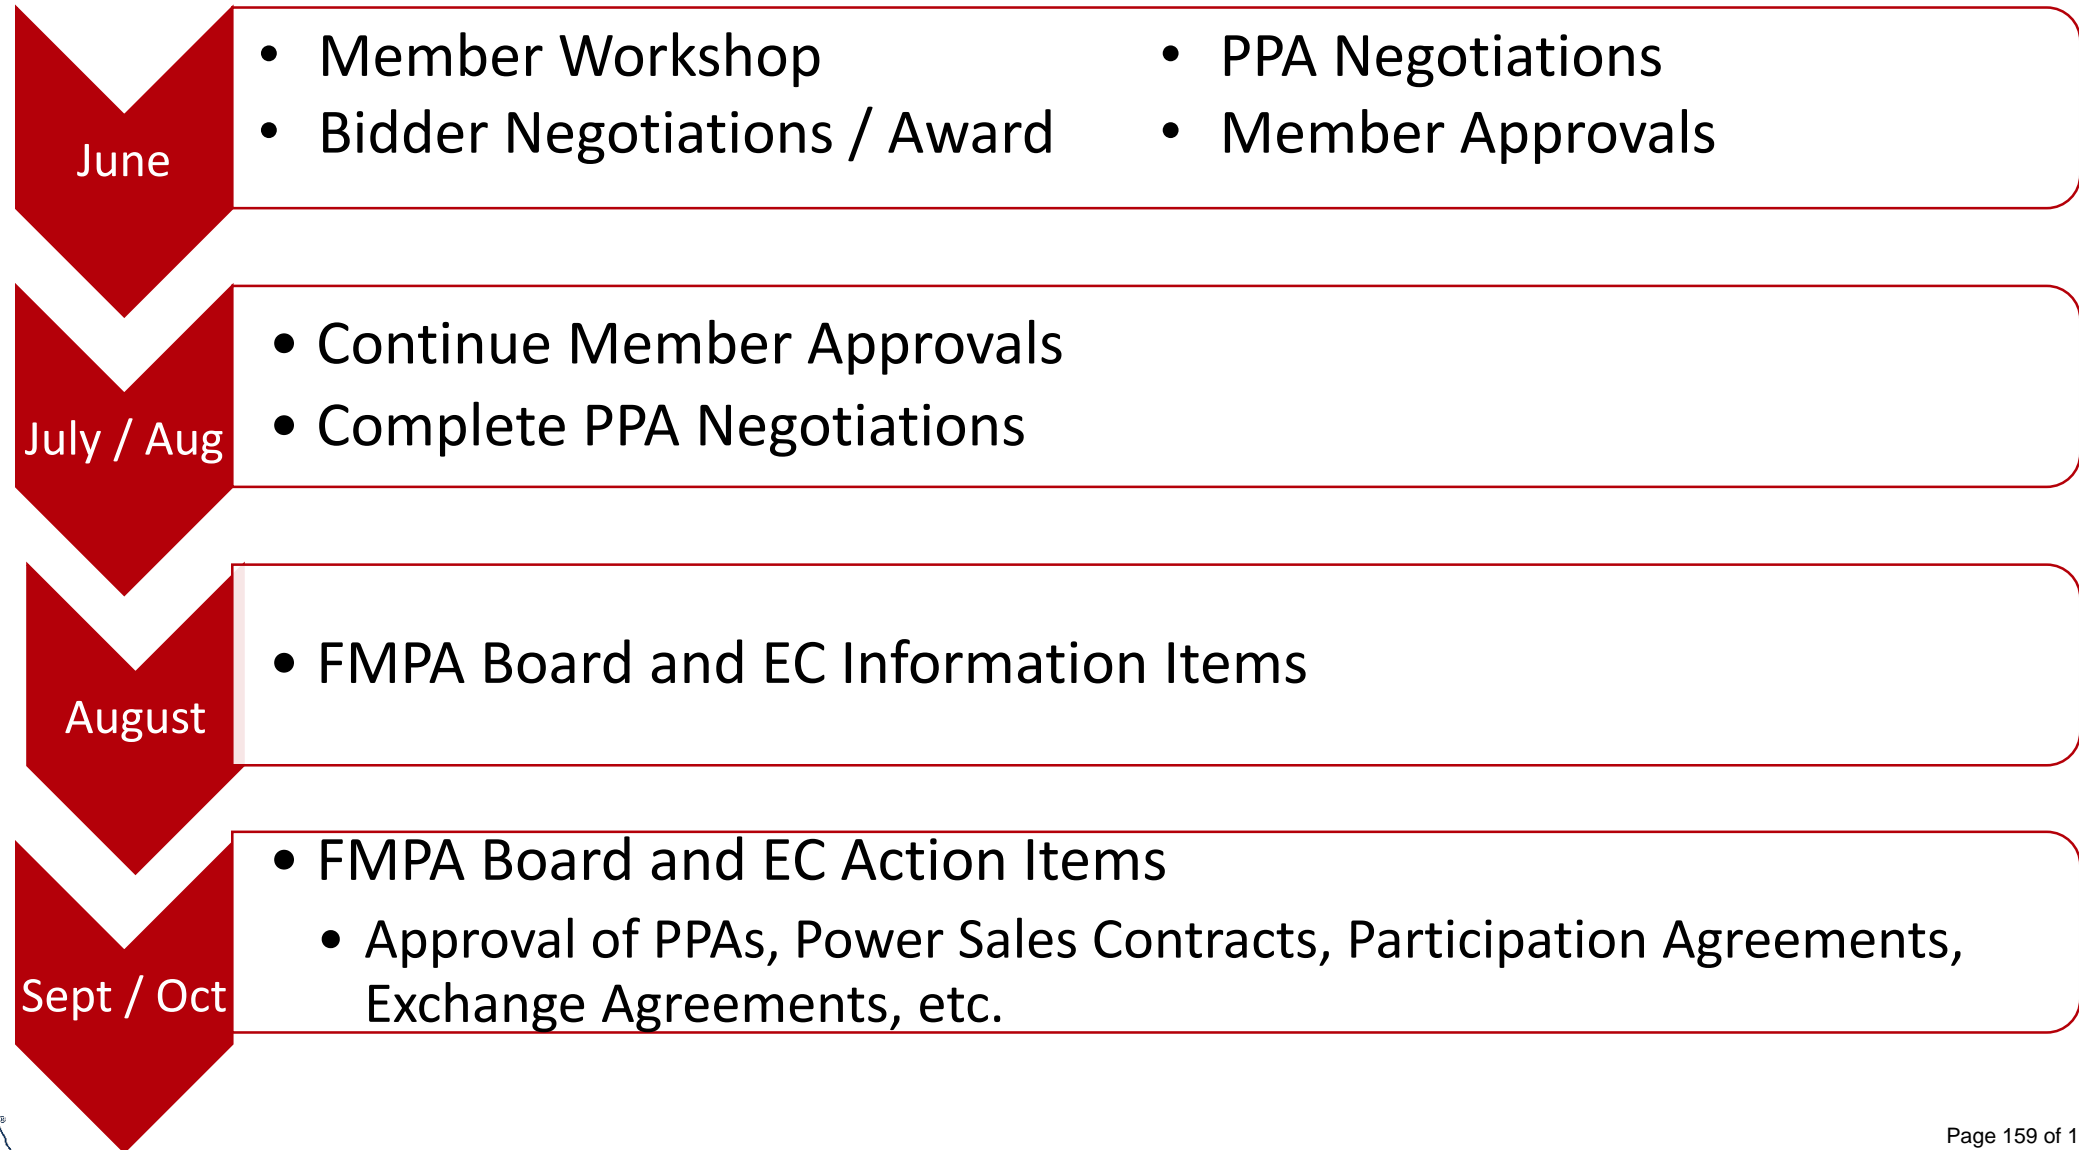 June
• Member Workshop
• Bidder Negotiations / Award
• PPA Negotiations
• Member Approvals
July / Aug
• Continue Member Approvals
• Complete PPA Negotiations
August
• FMPA Board and EC Information Items
Sept / Oct
• FMPA Board and EC Action Items
• Approval of PPAs, Power Sales Contracts, Participation Agreements,
Exchange Agreements, etc.
®
Page 159 of 1